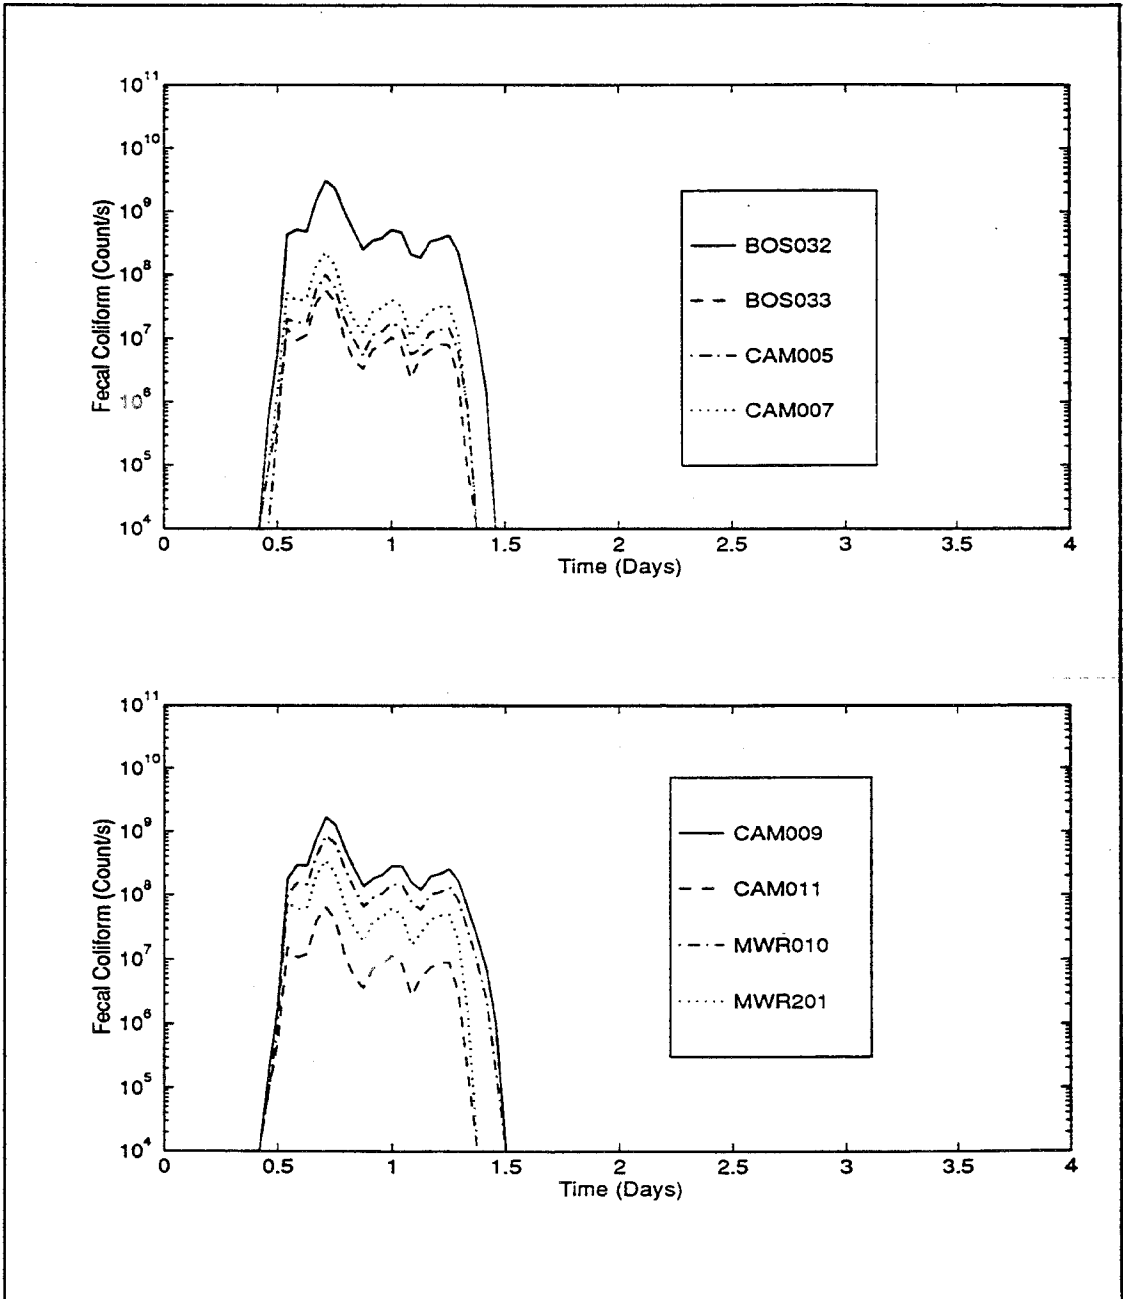 10^11
10^10
10^9
10^8
10^7
10^6
10^5
10^4
Fecal Coliform (Count/s)
BOS032
BOS033
CAM005
CAM007
0 0.5 1 1.5 2 2.5 3 3.5 4
Time (Days)
10^11
10^10
10^9
10^8
10^7
10^6
10^5
10^4
Fecal Coliform (Count/s)
CAM009
CAM011
MWR010
MWR201
0 0.5 1 1.5 2 2.5 3 3.5 4
Time (Days)